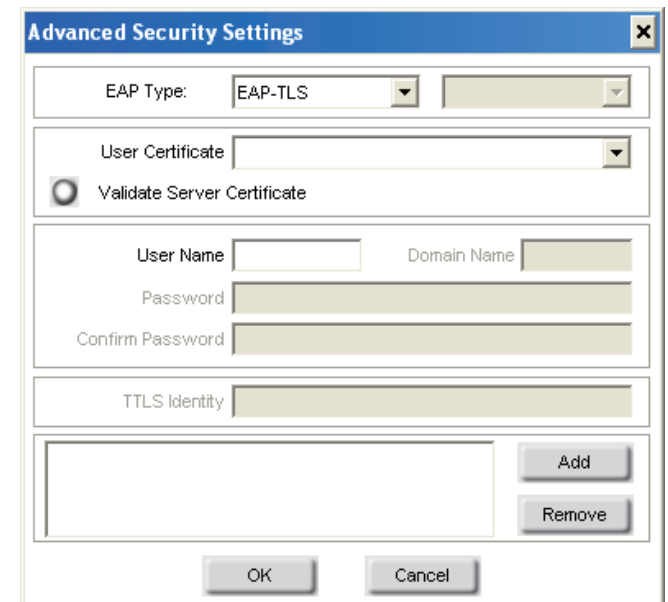 Advanced Security Settings
EAP Type: EAP-TLS
User Certificate
Validate Server Certificate
User Name Domain Name
Password
Confirm Password
TTLS Identity
Add
Remove
OK Cancel